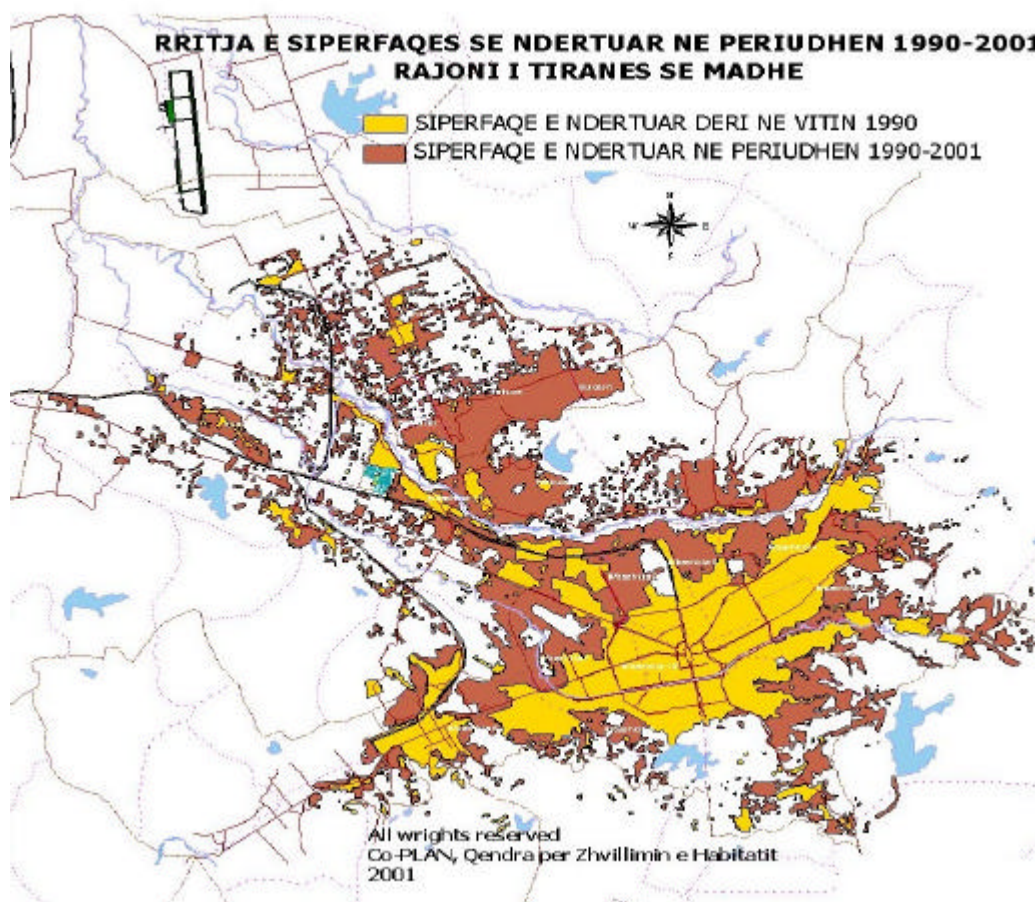 RRITJA E SIPERFAQES SE NDERTUAR NE PERIUDHEN 1990-2001
RAJONI I TIRANES SE MADHE
SIPERFAQE E NDERTUAR DERI NE VITIN 1990
SIPERFAQE E NDERTUAR NE PERIUDHEN 1990-2001
N
W E
S
All wrights reserved
Co-PLAN, Qendra per Zhvillimin e Habitatit
2001